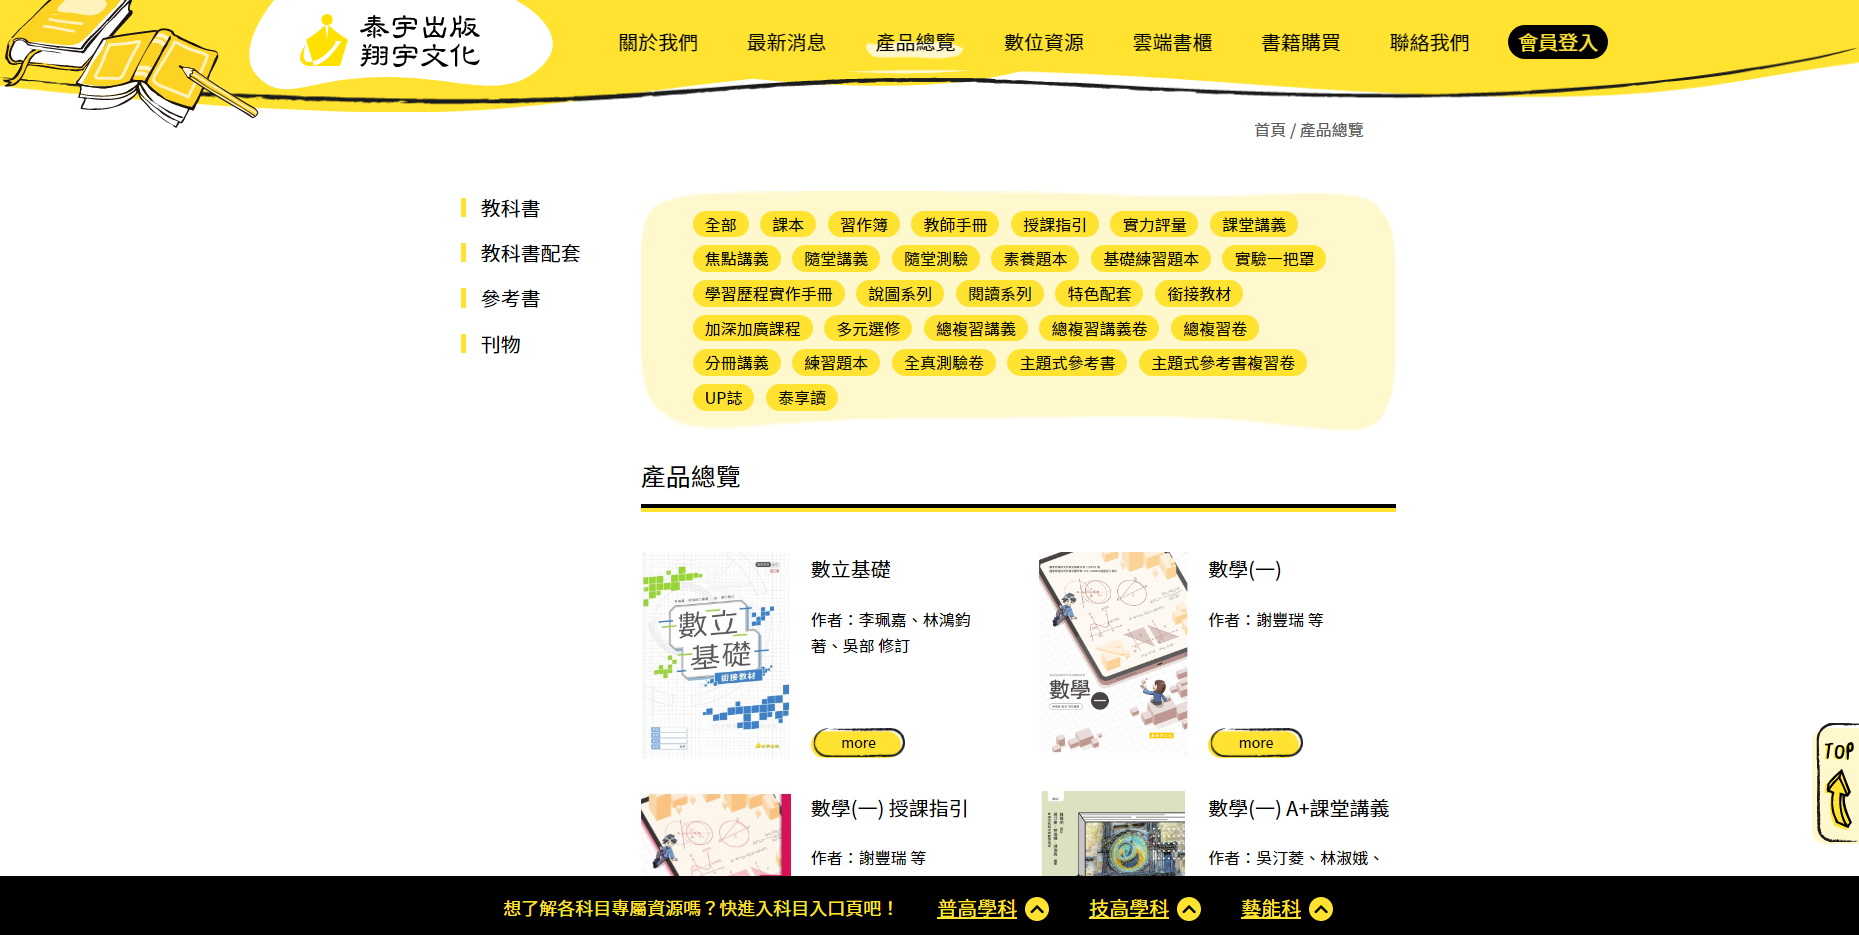 泰宇出版
翔宇文化
關於我們 最新消息 產品總覽 數位資源 雲端書櫃 書籍購買 聯絡我們 會員登入
首頁 / 產品總覽
教科書
教科書配套
參考書
刊物
全部 課本 習作簿 教師手冊 授課指引 實力評量 課堂講義
焦點講義 隨堂講義 隨堂測驗 素養題本 基礎練習題本 實驗一把罩
學習歷程實作手冊 說圖系列 閱讀系列 特色配套 銜接教材
加深加廣課程 多元選修 總複習講義 總複習講義卷 總複習卷
分冊講義 練習題本 全真測驗卷 主題式參考書 主題式參考書複習卷
UP誌 泰享讀
產品總覽
數立
基礎
銜接教材
數立基礎
作者：李珮嘉、林鴻鈞
著、吳部 修訂
more
數學 一
數學(一)
作者：謝豐瑞 等
more
數學(一) 授課指引
作者：謝豐瑞 等
數學(一) A+課堂講義
作者：吳汀菱、林淑娥、
TOP
想了解各科目專屬資源嗎？快進入科目入口頁吧！ 普高學科 技高學科 藝能科